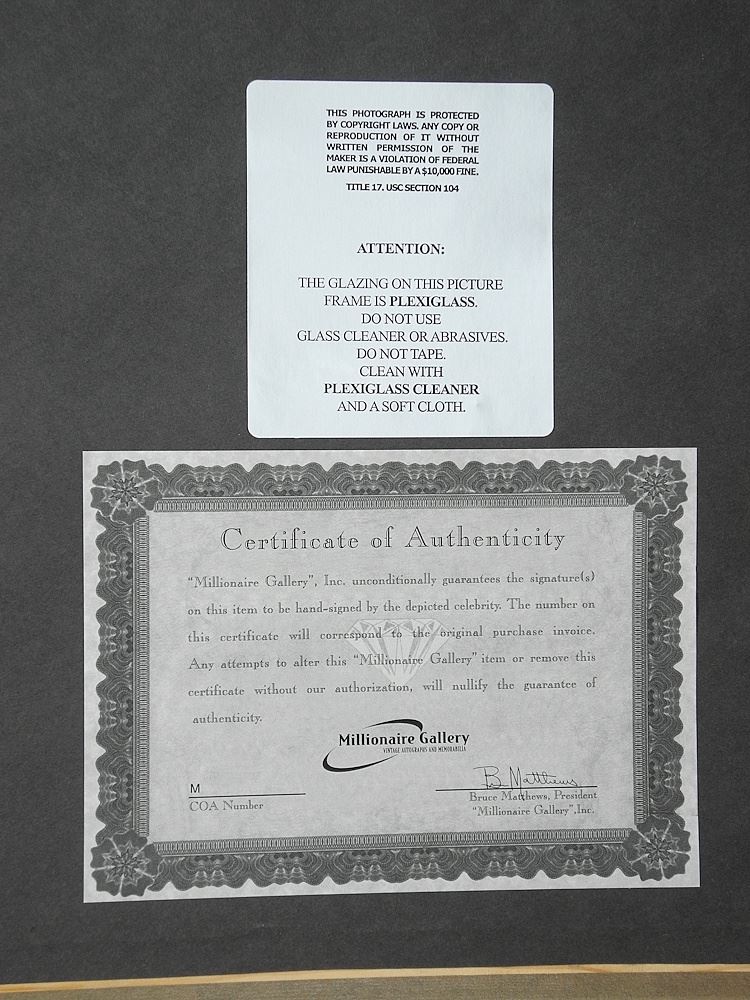 THIS PHOTOGRAPH IS PROTECTED
BY COPYRIGHT LAWS. ANY COPY OR
REPRODUCTION OF IT WITHOUT
WRITTEN PERMISSION OF THE
MAKER IS A VIOLATION OF FEDERAL
LAW PUNISHABLE BY A $10,000 FINE.
TITLE 17. USC SECTION 104
ATTENTION:
THE GLAZING ON THIS PICTURE
FRAME IS PLEXIGLASS.
DO NOT USE
GLASS CLEANER OR ABRASIVES.
DO NOT TAPE.
CLEAN WITH
PLEXIGLASS CLEANER
AND A SOFT CLOTH.
Certificate of Authenticity
“Millionaire Gallery”, Inc. unconditionally guarantees the signature(s)
on this item to be hand-signed by the depicted celebrity. The number on
this certificate will correspond to the original purchase invoice.
Any attempts to alter this “Millionaire Gallery” item or remove this
certificate without our authorization, will nullify the guarantee of
authenticity.
Millionaire Gallery
VINTAGE AUTOGRAPHS AND MEMORABILIA
M
COA Number
B Matthews
Bruce Matthews, President
“Millionaire Gallery”,Inc.